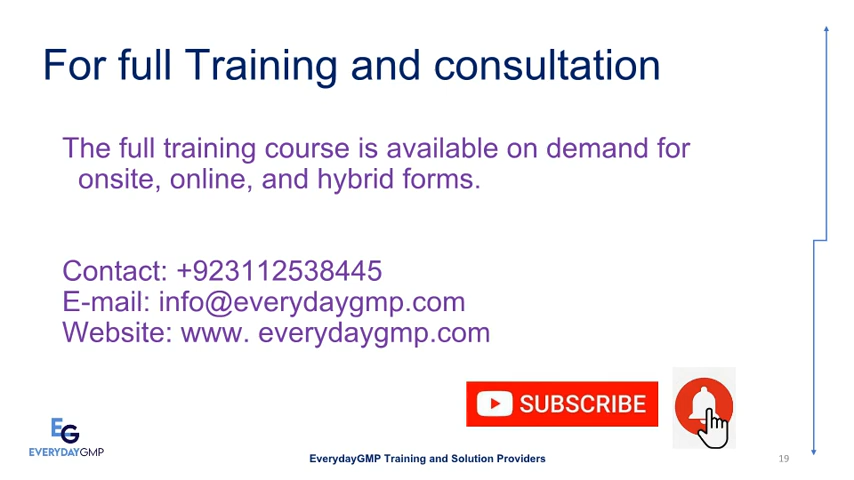 For full Training and consultation
The full training course is available on demand for
onsite, online, and hybrid forms.
Contact: +923112538445
E-mail: info@everydaygmp.com
Website: www. everydaygmp.com
SUBSCRIBE
EG
EVERYDAYGMP
EverydayGMP Training and Solution Providers
19